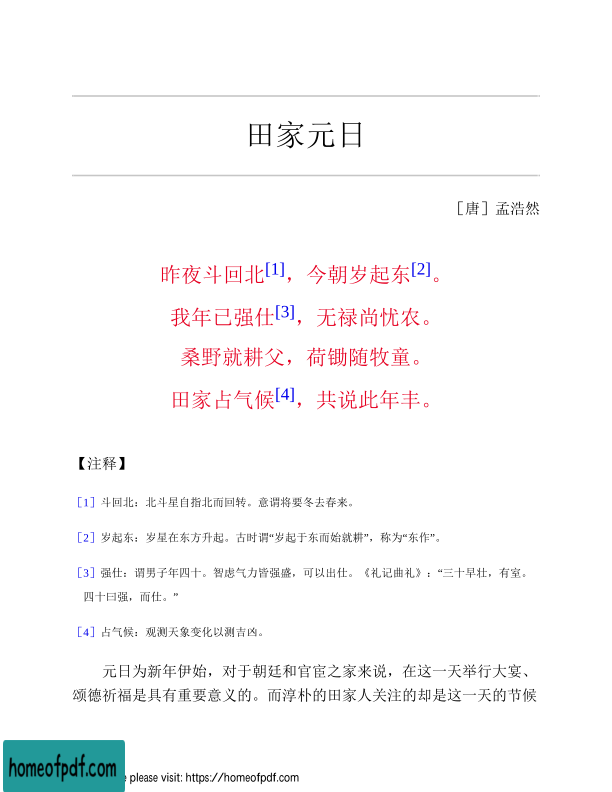 田家元日
［唐］孟浩然
昨夜斗回北[1]，今朝岁起东[2]。
我年已强仕[3]，无禄尚忧农。
桑野就耕父，荷锄随牧童。
田家占气候[4]，共说此年丰。
【注释】
［1］斗回北：北斗星自指北而回转。意谓将要冬去春来。
［2］岁起东：岁星在东方升起。古时谓“岁起于东而始就耕”，称为“东作”。
［3］强仕：谓男子年四十。智虑气力皆强盛，可以出仕。《礼记曲礼》：“三十早壮，有室。
四十曰强，而仕。”
［4］占气候：观测天象变化以测吉凶。
元日为新年伊始，对于朝廷和官宦之家来说，在这一天举行大宴、
颂德祈福是具有重要意义的。而淳朴的田家人关注的却是这一天的节候
homeofpdf.com
please visit: https://homeofpdf.com